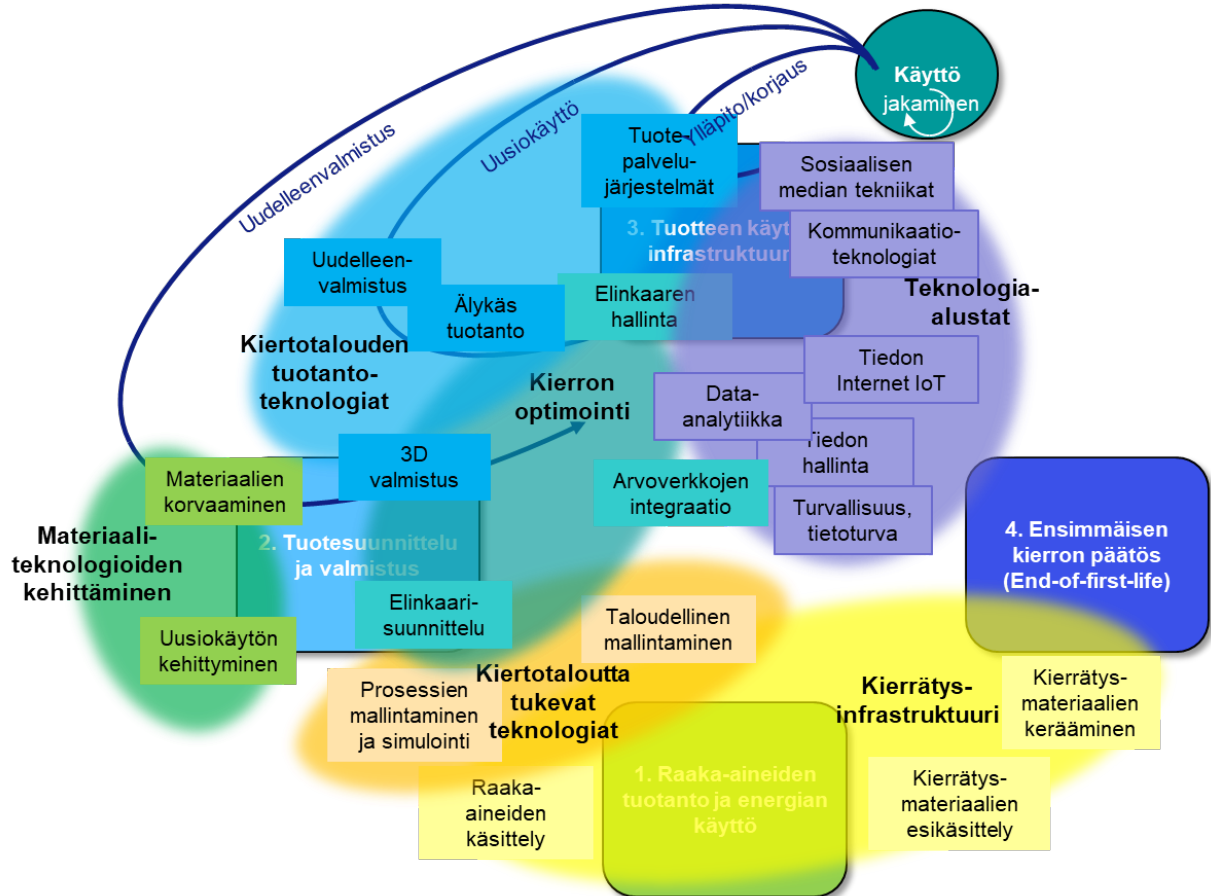 Käyttö
jakaminen
Ylläpito/korjaus
Uusiokäyttö
Uudelleenvalmistus
Tuote-
palvelu-
järjestelmät
Sosiaalisen
median tekniikat
3. Tuotteen käyt
infrastruktuur
Kommunikaatio-
teknologiat
Uudelleen-
valmistus
Älykäs
tuotanto
Elinkaaren
hallinta
Teknologia-
alustat
Kiertotalouden
tuotanto-
teknologiat
Kierron
optimointi
Tiedon
Internet IoT
Data-
analytiikka
Tiedon
hallinta
3D
valmistus
Materiaalien
korvaaminen
Arvoverkkojen
integraatio
Turvallisuus,
tietoturva
Materiaali-
teknologioiden
kehittäminen
2. Tuotesuunnittelu
ja valmistus
4. Ensimmäisen
kierron päätös
(End-of-first-life)
Elinkaari-
suunnittelu
Taloudellinen
mallintaminen
Uusiokäytön
kehittyminen
Kiertotaloutta
tukevat
teknologiat
Prosessien
mallintaminen
ja simulointi
Kierrätys-
infrastruktuuri
Kierrätys-
materiaalien
kerääminen
Raaka-
aineiden
käsittely
1. Raaka-aineiden
tuotanto ja energian
käyttö
Kierrätys-
materiaalien
esikäsittely